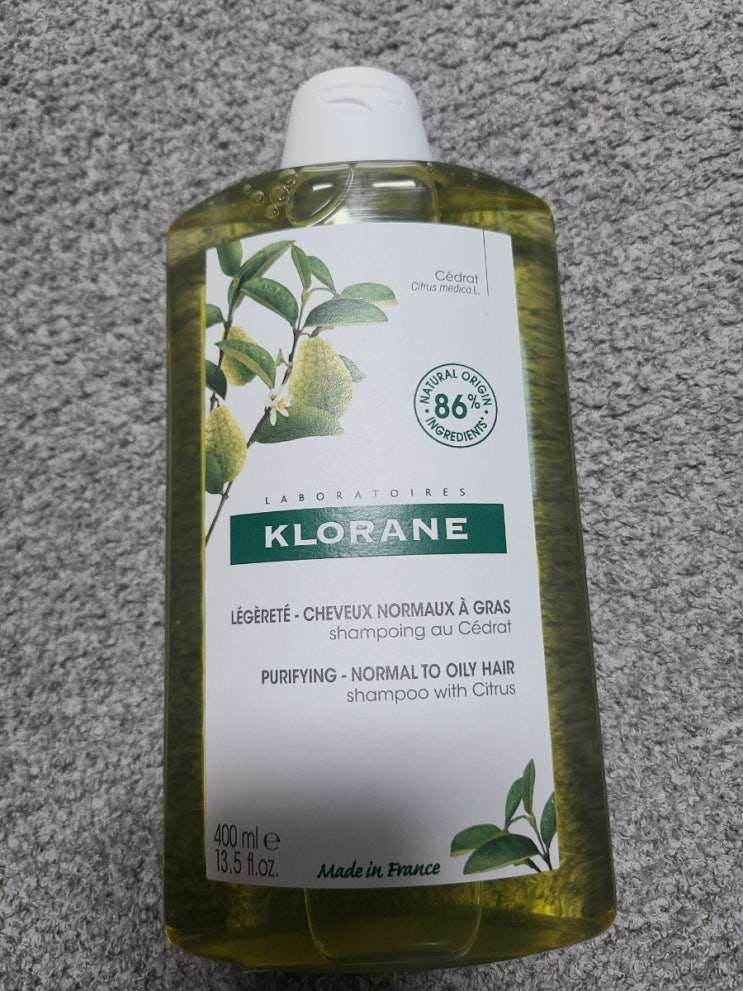 Cédrat
Citrus medica L.
NATURAL ORIGIN
86%
INGREDIENTS*
LABORATOIRES
KLORANE
LÉGÈRETÉ - CHEVEUX NORMAUX À GRAS
shampoing au Cédrat
PURIFYING - NORMAL TO OILY HAIR
shampoo with Citrus
400 ml e
13.5 fl.oz.
Made in France